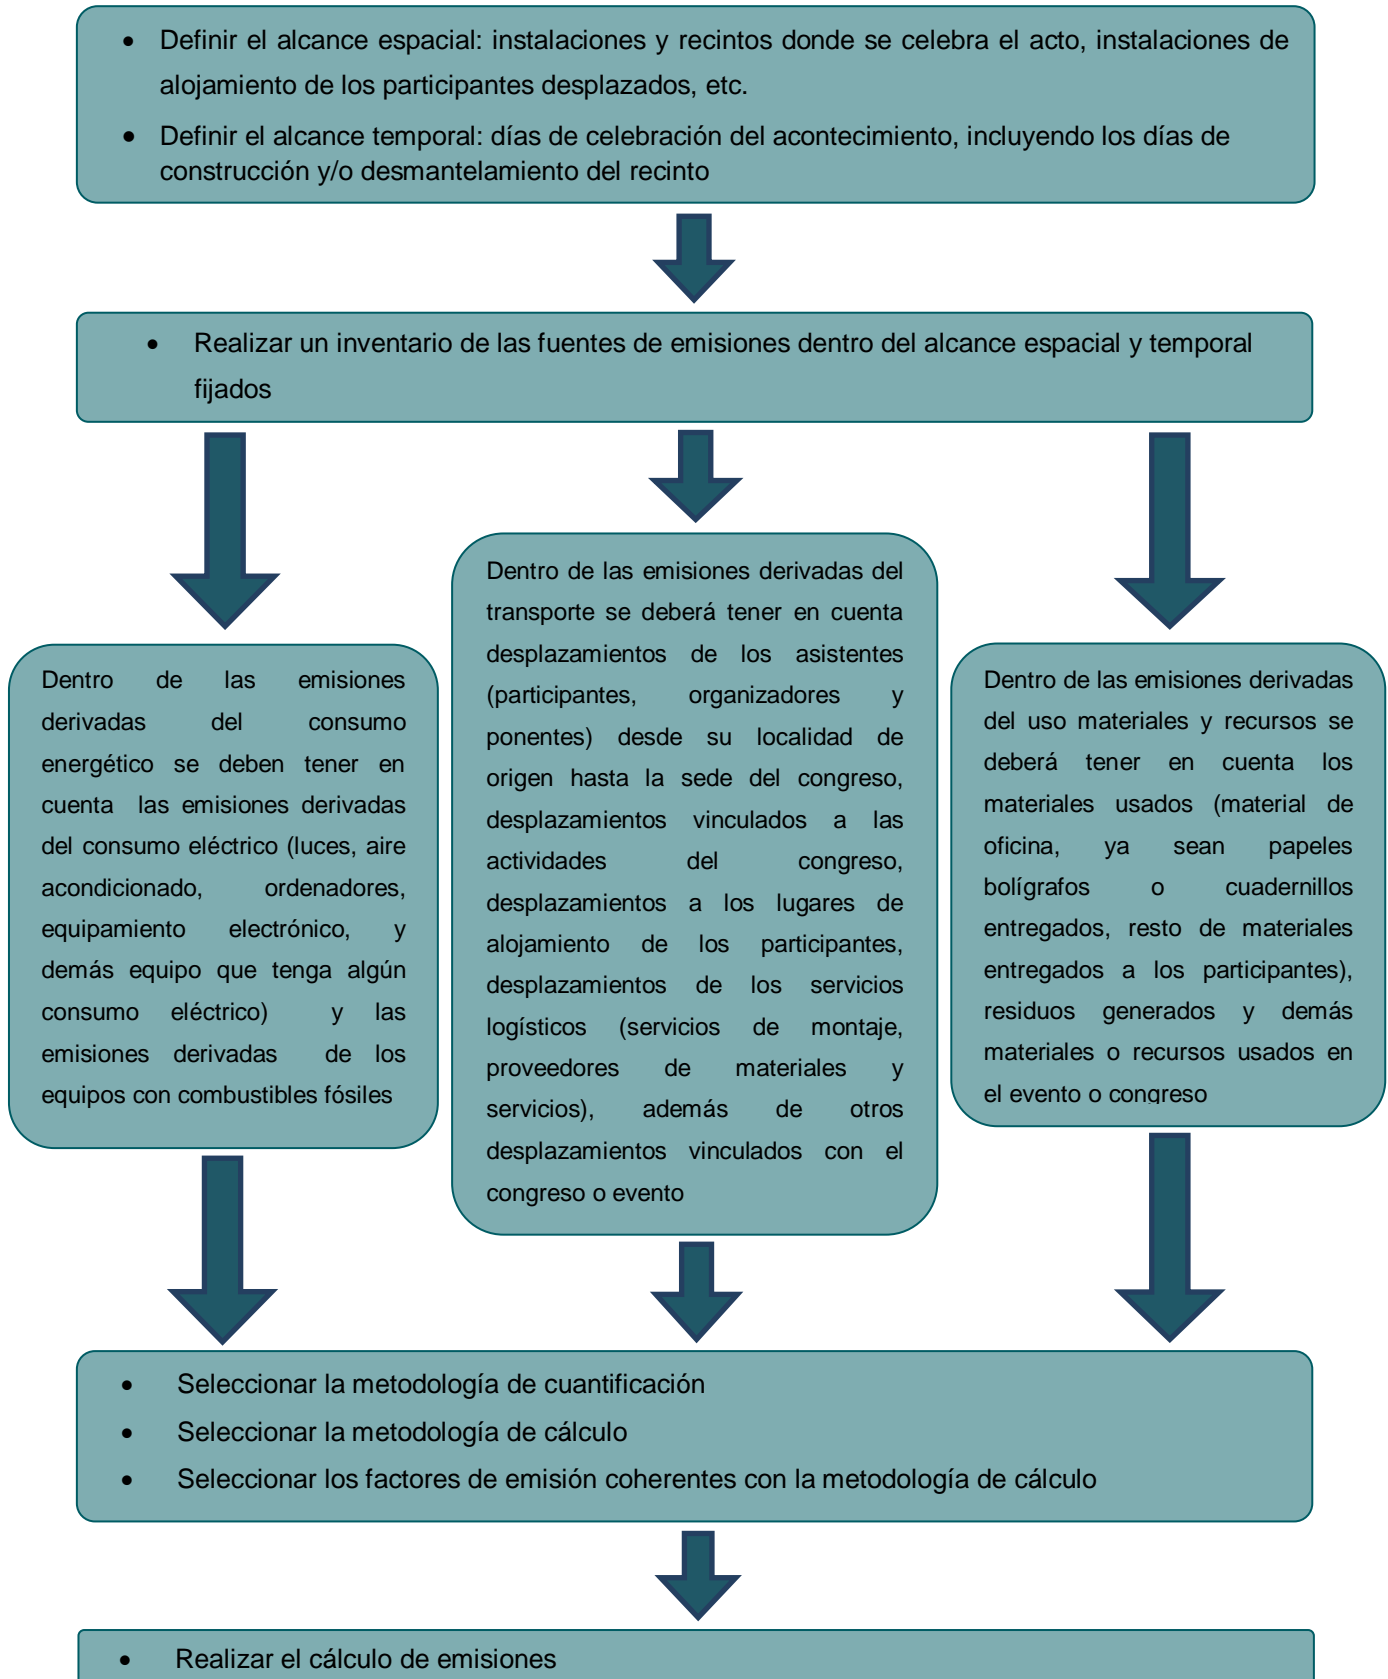 • Definir el alcance espacial: instalaciones y recintos donde se celebra el acto, instalaciones de
alojamiento de los participantes desplazados, etc.
• Definir el alcance temporal: días de celebración del acontecimiento, incluyendo los días de
construcción y/o desmantelamiento del recinto
• Realizar un inventario de las fuentes de emisiones dentro del alcance espacial y temporal
fijados
Dentro de las emisiones
derivadas del consumo
energético se deben tener en
cuenta las emisiones derivadas
del consumo eléctrico (luces, aire
acondicionado, ordenadores,
equipamiento electrónico, y
demás equipo que tenga algún
consumo eléctrico) y las
emisiones derivadas de los
equipos con combustibles fósiles
Dentro de las emisiones derivadas del
transporte se deberá tener en cuenta
desplazamientos de los asistentes
(participantes, organizadores y
ponentes) desde su localidad de
origen hasta la sede del congreso,
desplazamientos vinculados a las
actividades del congreso,
desplazamientos a los lugares de
alojamiento de los participantes,
desplazamientos de los servicios
logísticos (servicios de montaje,
proveedores de materiales y
servicios), además de otros
desplazamientos vinculados con el
congreso o evento
Dentro de las emisiones derivadas
del uso materiales y recursos se
deberá tener en cuenta los
materiales usados (material de
oficina, ya sean papeles
bolígrafos o cuadernillos
entregados, resto de materiales
entregados a los participantes),
residuos generados y demás
materiales o recursos usados en
el evento o congreso
• Seleccionar la metodología de cuantificación
• Seleccionar la metodología de cálculo
• Seleccionar los factores de emisión coherentes con la metodología de cálculo
• Realizar el cálculo de emisiones